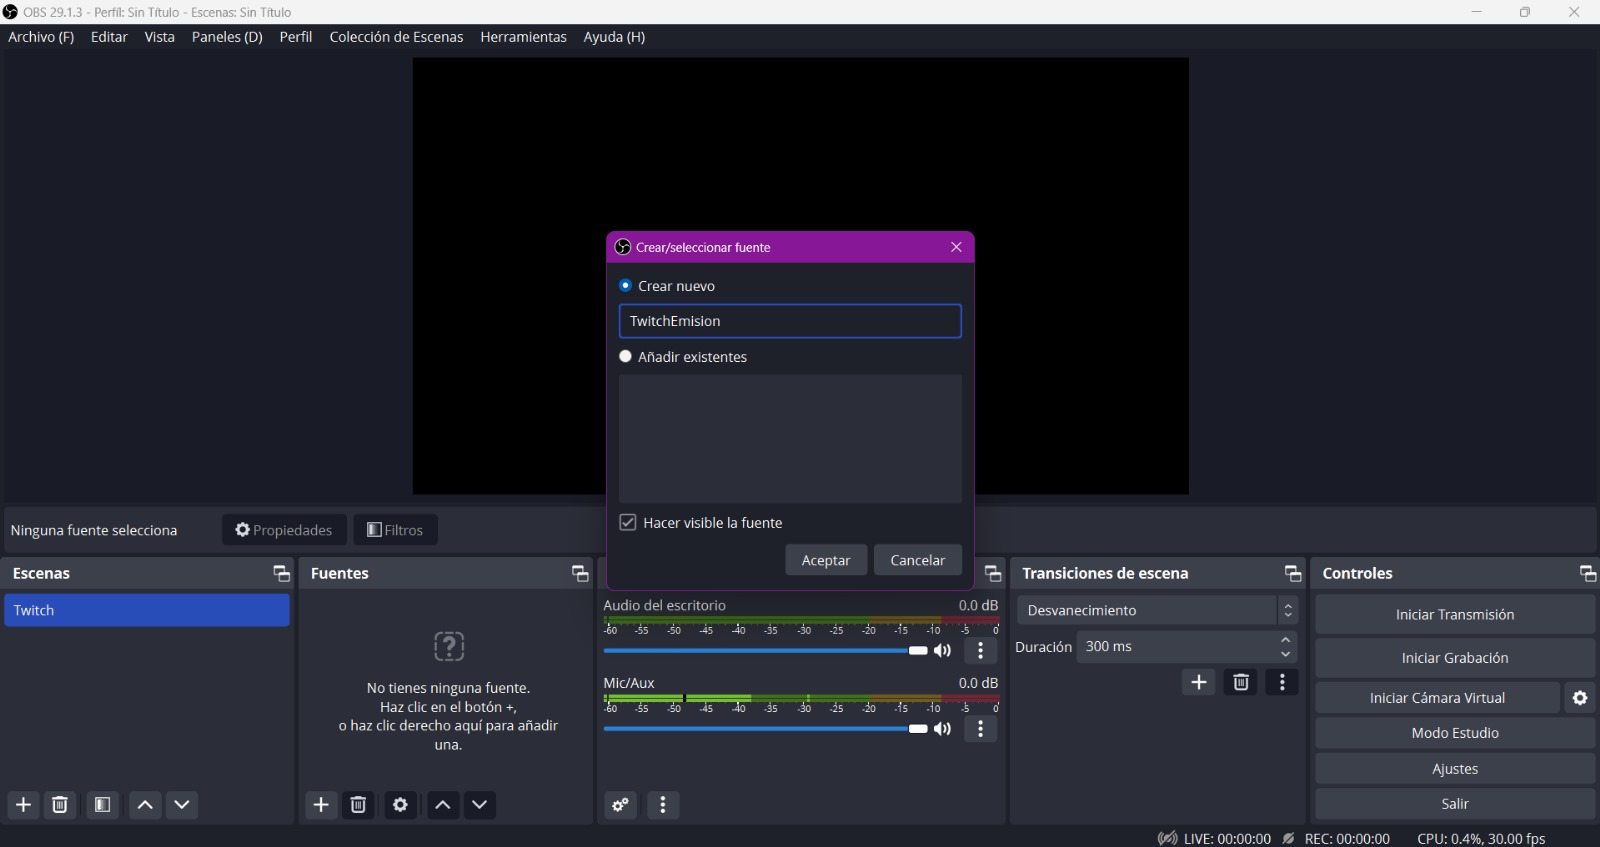 OBS 29.1.3 - Perfil: Sin Título - Escenas: Sin Título
Archivo (F) Editar Vista Paneles (D) Perfil Colección de Escenas Herramientas Ayuda (H)
Crear/seleccionar fuente
Crear nuevo
TwitchEmision
Añadir existentes
Hacer visible la fuente
Aceptar Cancelar
Ninguna fuente selecciona Propiedades Filtros
Escenas
Twitch
Fuentes
No tienes ninguna fuente.
Haz clic en el botón +,
o haz clic derecho aquí para añadir
una.
Audio del escritorio 0.0 dB
-60 -55 -50 -45 -40 -35 -30 -25 -20 -15 -10 -5 0
Mic/Aux 0.0 dB
-60 -55 -50 -45 -40 -35 -30 -25 -20 -15 -10 -5 0
Transiciones de escena
Desvanecimiento
Duración 300 ms
Controles
Iniciar Transmisión
Iniciar Grabación
Iniciar Cámara Virtual
Modo Estudio
Ajustes
Salir
LIVE: 00:00:00 REC: 00:00:00 CPU: 0.4%, 30.00 fps